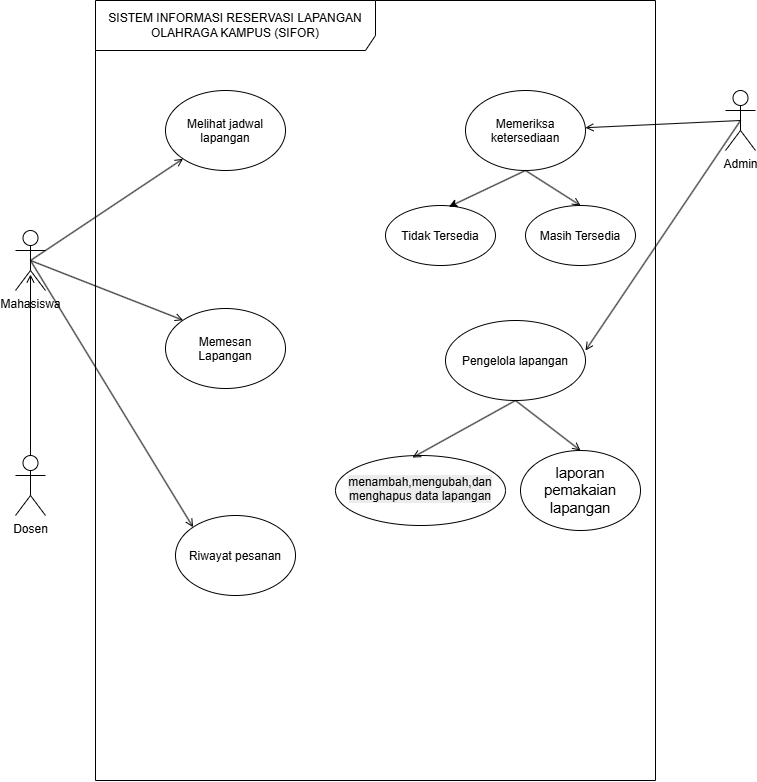 SISTEM INFORMASI RESERVASI LAPANGAN
OLAHRAGA KAMPUS (SIFOR)
Melihat jadwal
lapangan
Memeriksa
ketersediaan
Admin
Tidak Tersedia
Masih Tersedia
Mahasiswa
Memesan
Lapangan
Pengelola lapangan
menambah,mengubah,dan
menghapus data lapangan
laporan
pemakaian
lapangan
Dosen
Riwayat pesanan